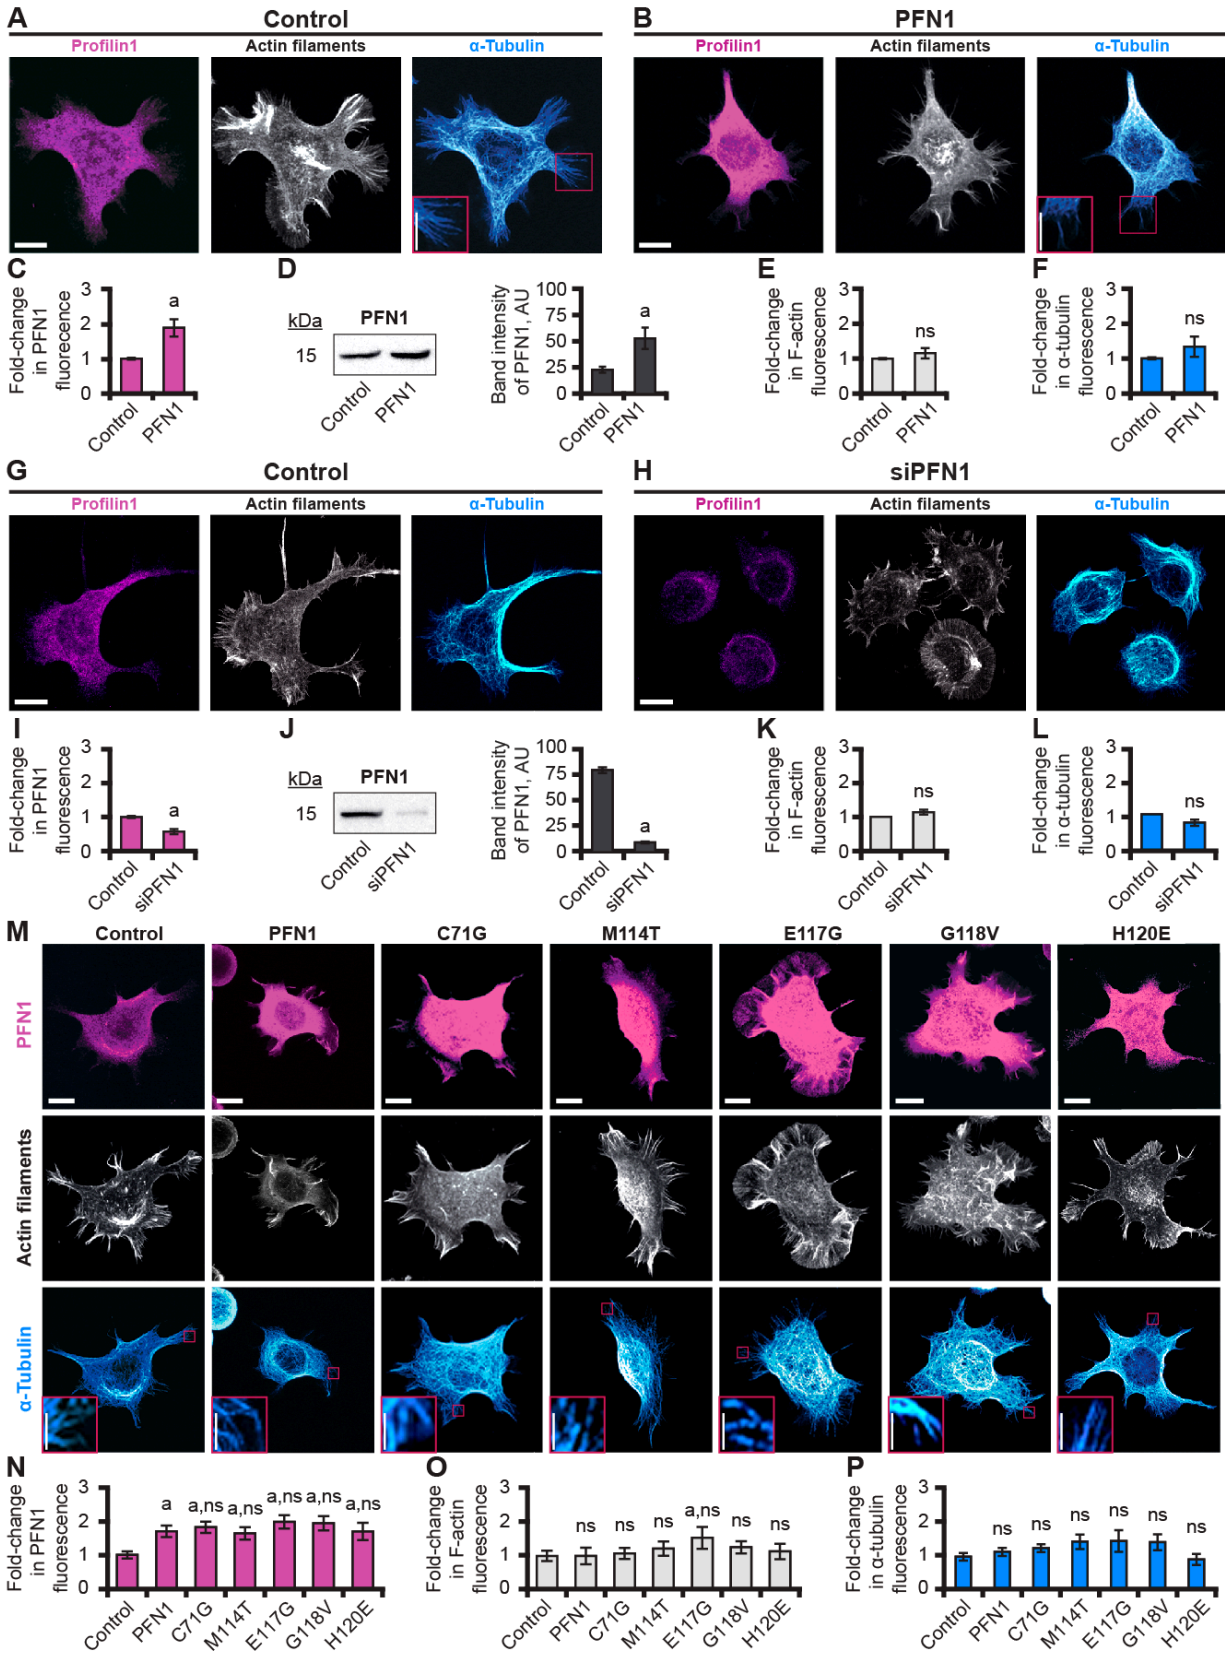 A Control
Profilin1 Actin filaments α-Tubulin
B PFN1
Profilin1 Actin filaments α-Tubulin
C
Fold-change
in PFN1
fluorescence
3
2
1
0
a
Control
PFN1
D
kDa
PFN1
15
Control
PFN1
Band intensity
of PFN1, AU
100
75
50
25
0
a
Control
PFN1
E
Fold-change
in F-actin
fluorescence
3
2
1
0
ns
Control
PFN1
F
Fold-change
in α-tubulin
fluorescence
3
2
1
0
ns
Control
PFN1
G Control
Profilin1 Actin filaments α-Tubulin
H siPFN1
Profilin1 Actin filaments α-Tubulin
I
Fold-change
in PFN1
fluorescence
3
2
1
0
a
Control
siPFN1
J
kDa
PFN1
15
Control
siPFN1
Band intensity
of PFN1, AU
100
75
50
25
0
a
Control
siPFN1
K
Fold-change
in F-actin
fluorescence
3
2
1
0
ns
Control
siPFN1
L
Fold-change
in α-tubulin
fluorescence
3
2
1
0
ns
Control
siPFN1
M
Control PFN1 C71G M114T E117G G118V H120E
PFN1
Actin filaments
α-Tubulin
N
Fold-change
in PFN1
fluorescence
3
2
1
0
a a,ns a,ns a,ns a,ns a,ns
Control PFN1 C71G M114T E117G G118V H120E
O
Fold-change
in F-actin
fluorescence
3
2
1
0
ns ns ns a,ns ns ns
Control PFN1 C71G M114T E117G G118V H120E
P
Fold-change
in α-tubulin
fluorescence
3
2
1
0
ns ns ns ns ns ns
Control PFN1 C71G M114T E117G G118V H120E